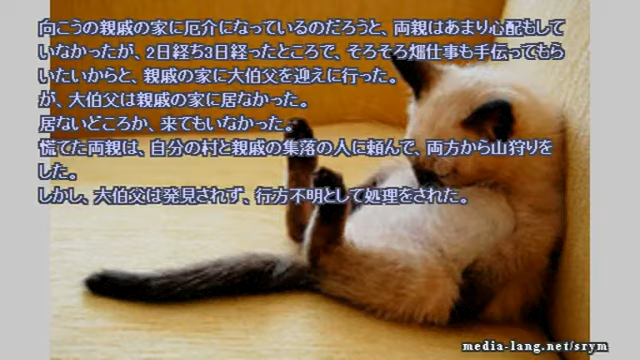 向こうの親戚の家に厄介になっているのだろうと、両親はあまり心配もして
いなかったが、2日経ち3日経ったところで、そろそろ畑仕事も手伝ってもら
いたいからと、親戚の家に大伯父を迎えに行った。
が、大伯父は親戚の家に居なかった。
居ないどころか、来てもいなかった。
慌てた両親は、自分の村と親戚の集落の人に頼んで、両方から山狩りを
した。
しかし、大伯父は発見されず、行方不明として処理をされた。
media-lang.net/srym